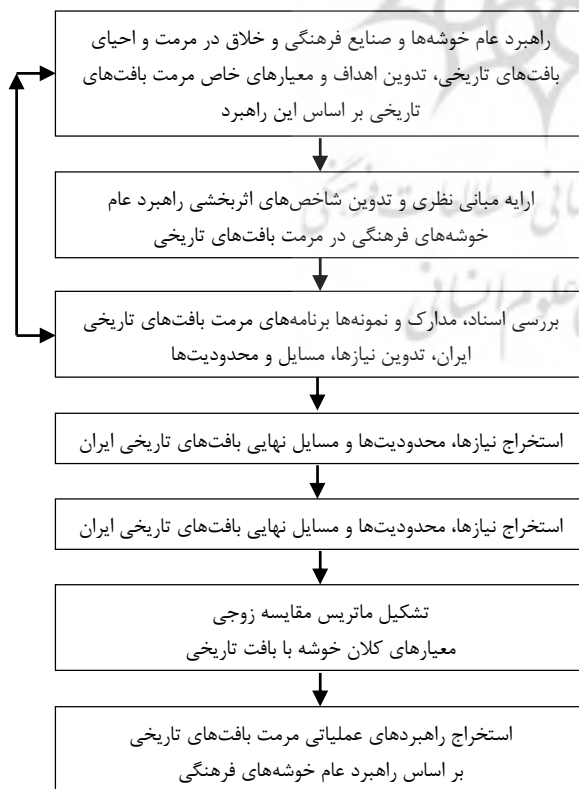 راهبرد عام خوشه‌ها و صنایع فرهنگی و خلاق در مرمت و احیای
بافت‌های تاریخی، تدوین اهداف و معیارهای خاص مرمت بافت‌های
تاریخی بر اساس این راهبرد
ارایه مبانی نظری و تدوین شاخص‌های اثربخشی راهبرد عام
خوشه‌های فرهنگی در مرمت بافت‌های تاریخی
بررسی اسناد، مدارک و نمونه‌ها برنامه‌های مرمت بافت‌های تاریخی
ایران، تدوین نیازها، مسایل و محدودیت‌ها
استخراج نیازها، محدودیت‌ها و مسایل نهایی بافت‌های تاریخی ایران
استخراج نیازها، محدودیت‌ها و مسایل نهایی بافت‌های تاریخی ایران
تشکیل ماتریس مقایسه زوجی
معیارهای کلان خوشه با بافت تاریخی
استخراج راهبردهای عملیاتی مرمت بافت‌های تاریخی
بر اساس راهبرد عام خوشه‌های فرهنگی